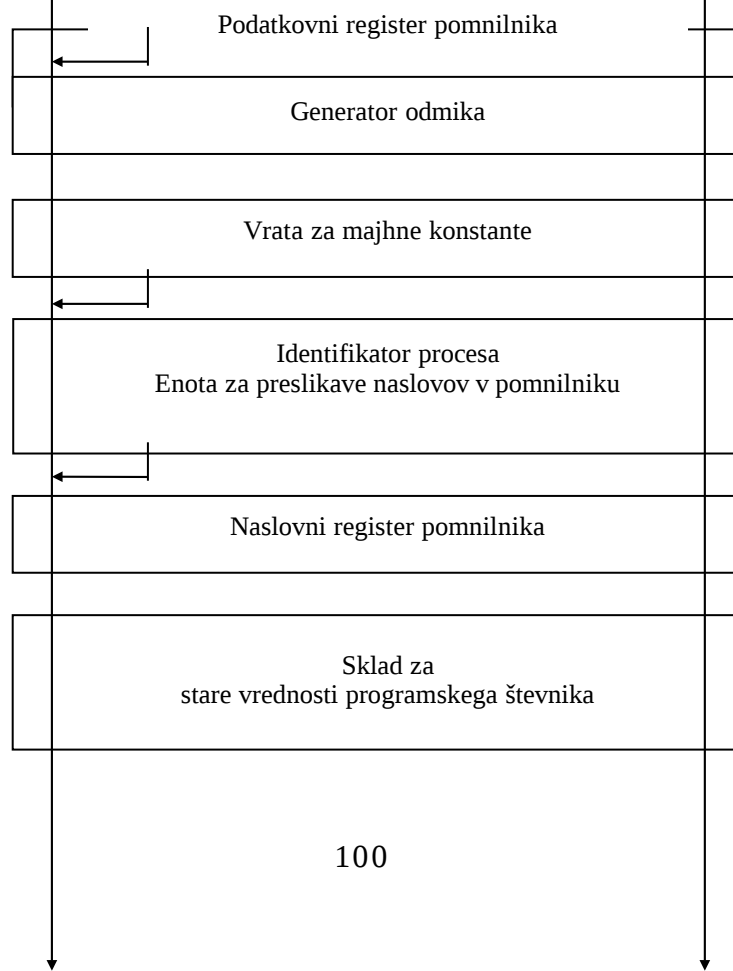 Podatkovni register pomnilnika
Generator odmika
Vrata za majhne konstante
Identifikator procesa
Enota za preslikave naslovov v pomnilniku
Naslovni register pomnilnika
Sklad za
stare vrednosti programskega števnika
100